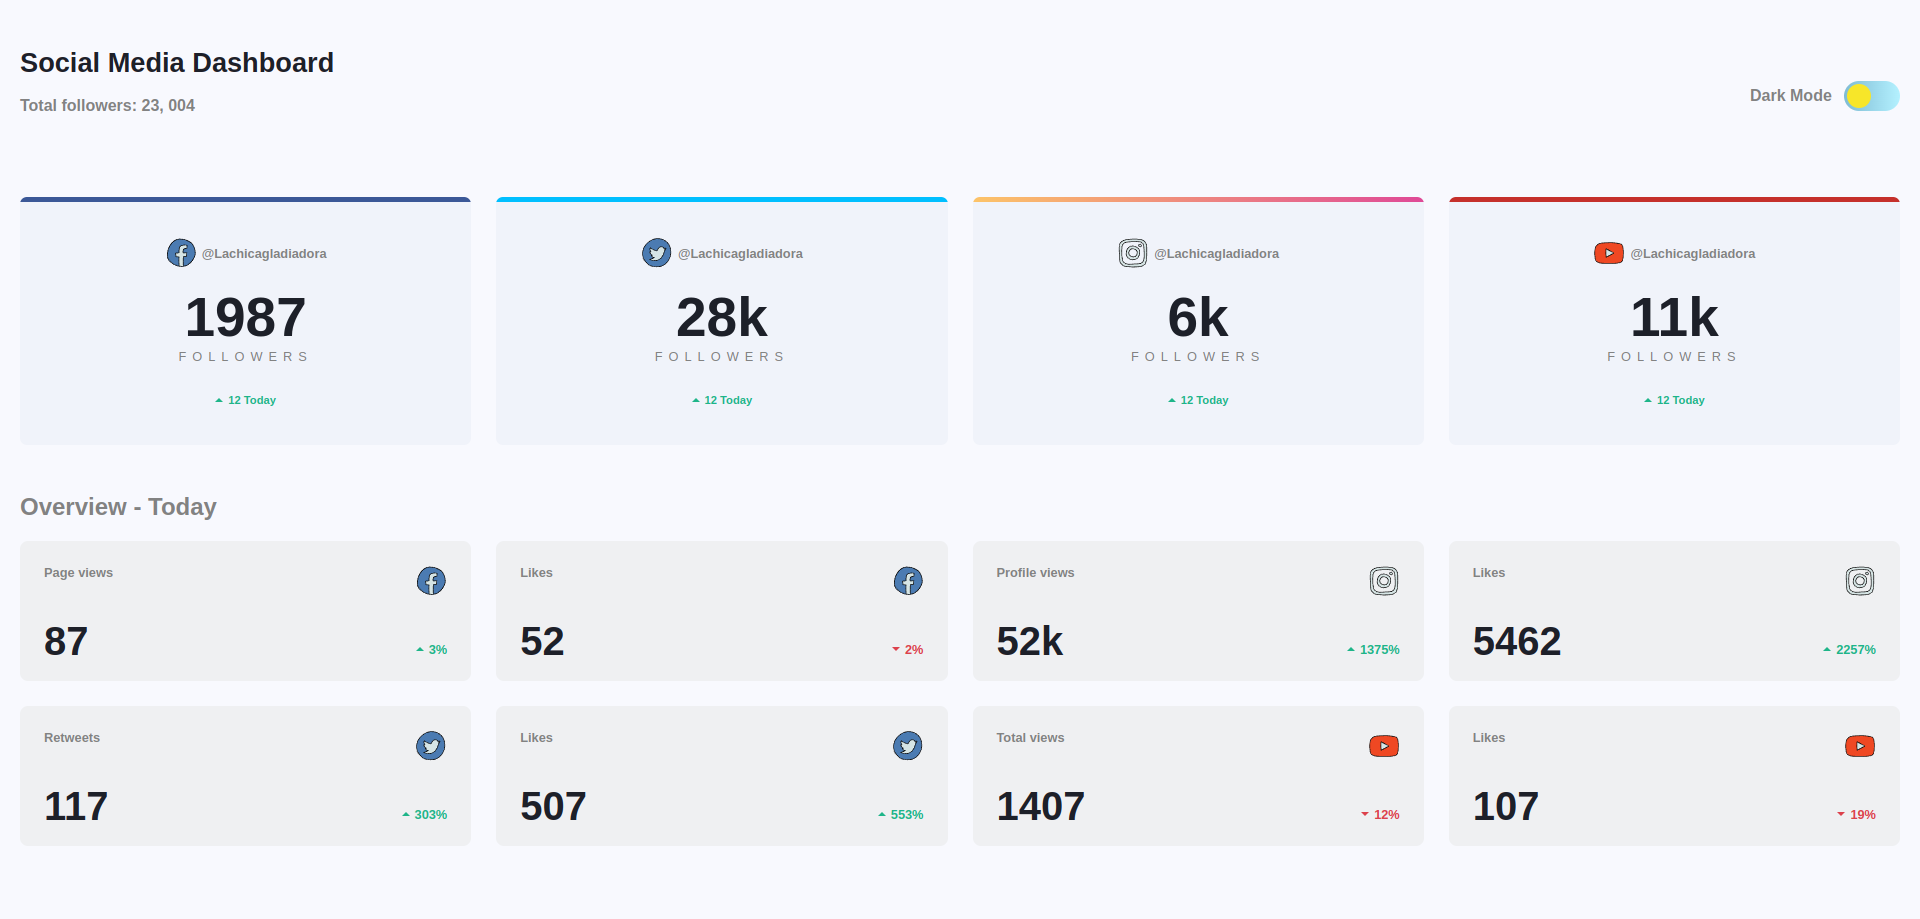 Social Media Dashboard
Total followers: 23, 004
Dark Mode
@Lachicagladiadora
1987
FOLLOWERS
12 Today
@Lachicagladiadora
28k
FOLLOWERS
12 Today
@Lachicagladiadora
6k
FOLLOWERS
12 Today
@Lachicagladiadora
11k
FOLLOWERS
12 Today
Overview - Today
Page views
87
3%
Likes
52
2%
Profile views
52k
1375%
Likes
5462
2257%
Retweets
117
303%
Likes
507
553%
Total views
1407
12%
Likes
107
19%